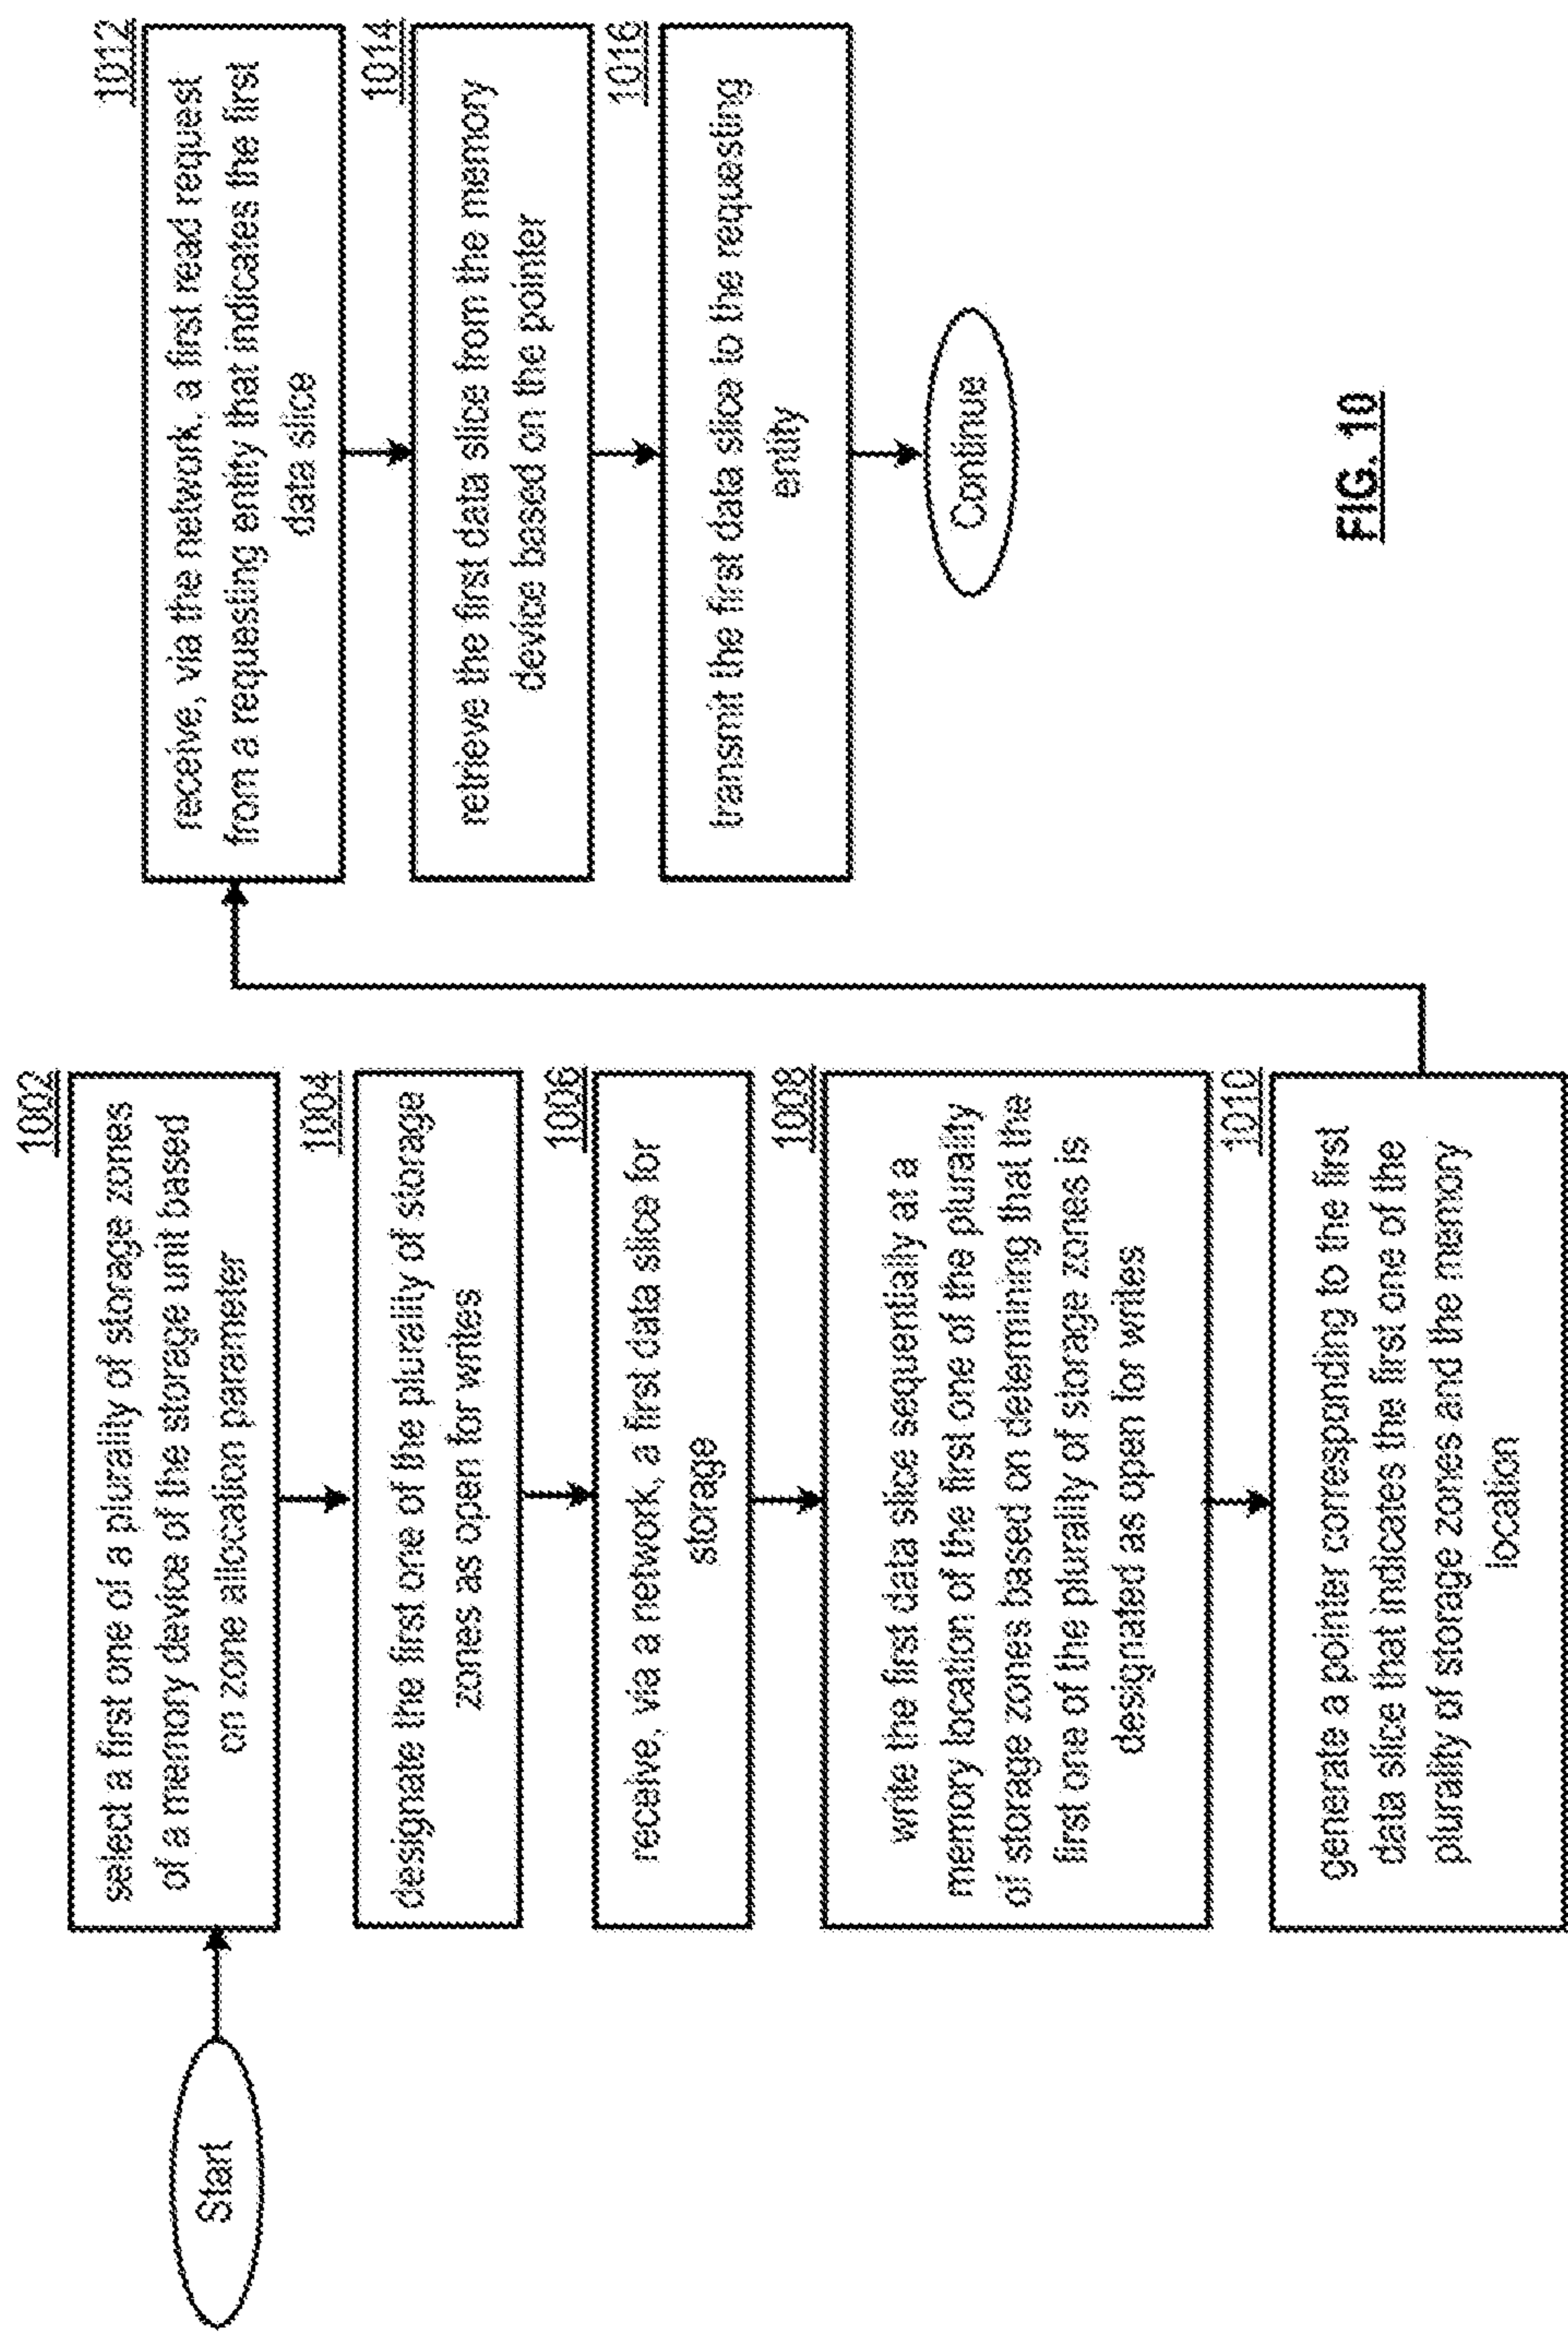 Start
1002
select a first one of a plurality of storage zones
of a memory device of the storage unit based
on zone allocation parameter
1004
designate the first one of the plurality of storage
zones as open for writes
1006
receive, via a network, a first data slice for
storage
1008
write the first data slice sequentially at a
memory location of the first one of the plurality
of storage zones based on determining that the
first one of the plurality of storage zones is
designated as open for writes
1010
generate a pointer corresponding to the first
data slice that indicates the first one of the
plurality of storage zones and the memory
location
1012
receive, via the network, a first read request
from a requesting entity that indicates the first
data slice
1014
retrieve the first data slice from the memory
device based on the pointer
1016
transmit the first data slice to the requesting
entity
Continue
FIG. 10